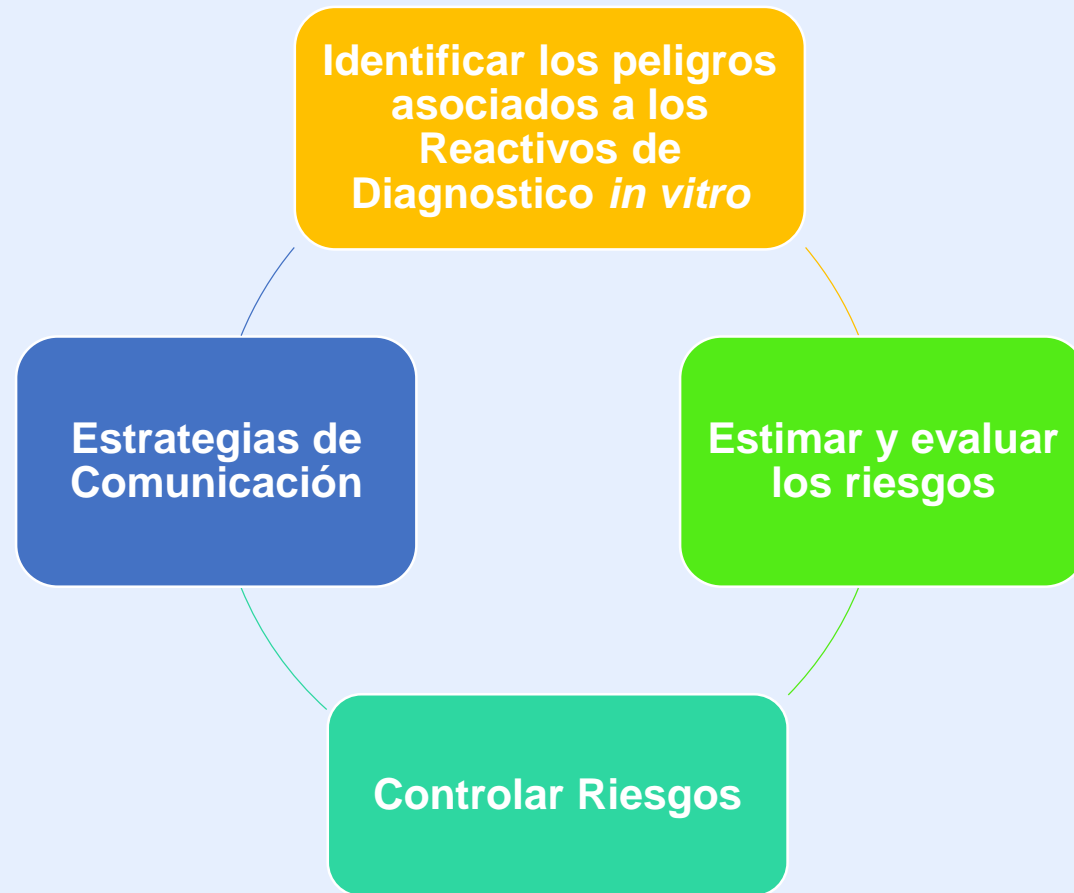 Identificar los peligros
asociados a los
Reactivos de
Diagnostico in vitro
Estrategias de
Comunicación
Estimar y evaluar
los riesgos
Controlar Riesgos